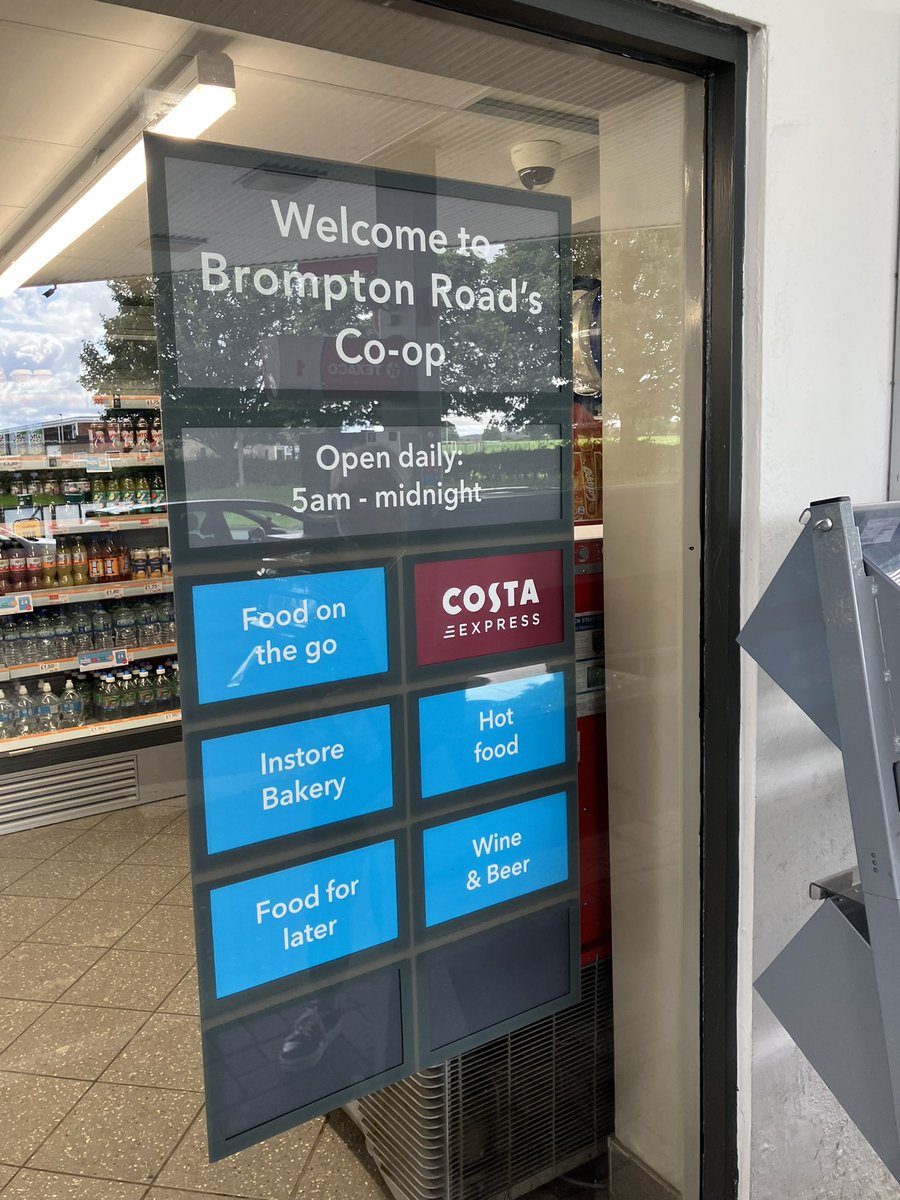 Welcome to
Brompton Road's
Co-op
TEXACO
Open daily:
5am - midnight
Food on
the go
COSTA
EXPRESS
Instore
Bakery
Hot
food
Food for
later
Wine
& Beer